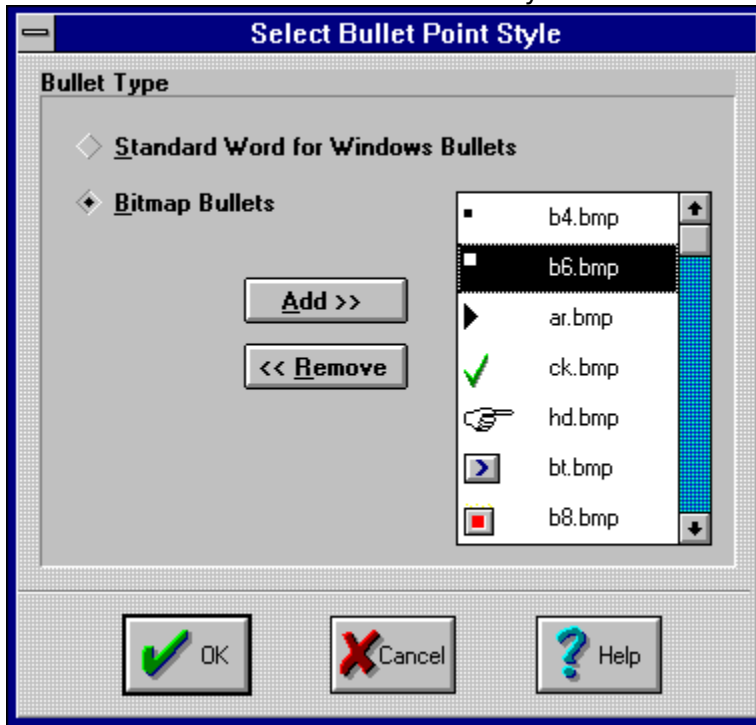 Select Bullet Point Style
Bullet Type
Standard Word for Windows Bullets
Bitmap Bullets
b4.bmp
b6.bmp
Add >>
ar.bmp
<< Remove
ck.bmp
hd.bmp
bt.bmp
b8.bmp
OK
Cancel
Help